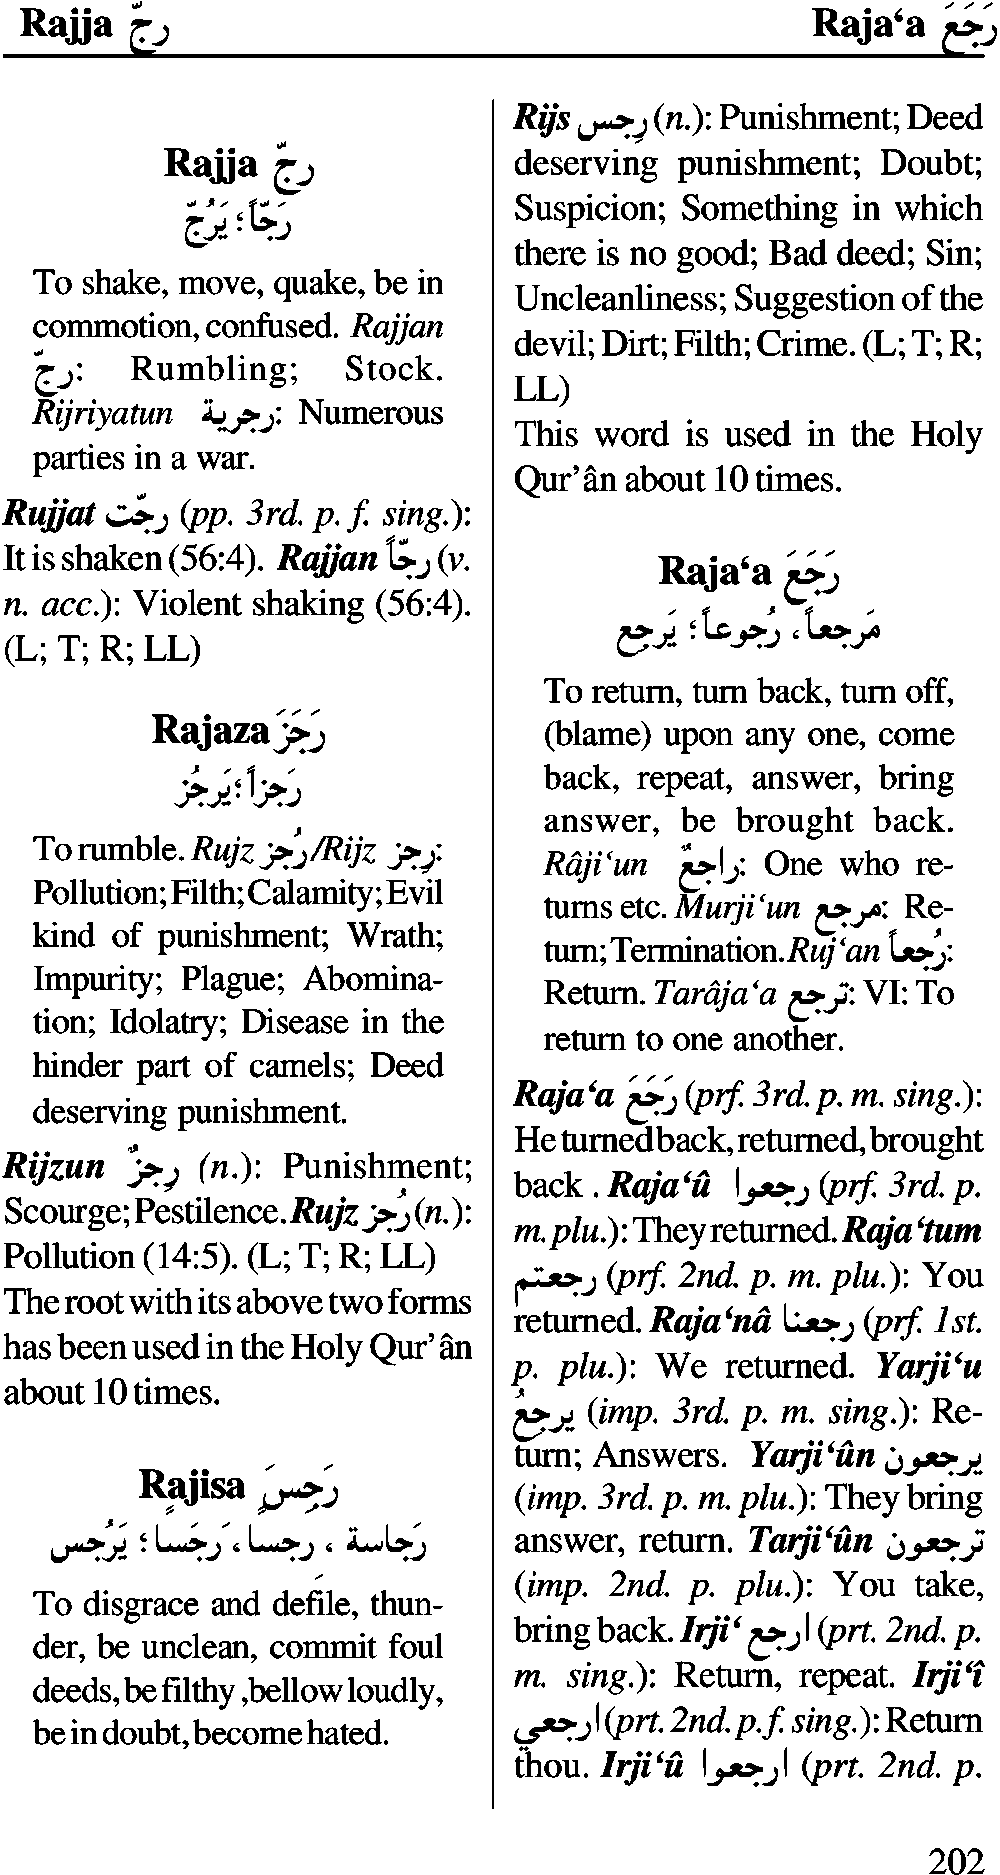 Rajja رجّ
Raja‘a رَجَعَ
Rajja رجّ
رَجّاً؛ يَرُجّ
To shake, move, quake, be in
commotion, confused. Rajjan
رجّ: Rumbling; Stock.
Rijriyatun رجرية: Numerous
parties in a war.
Rujjat رجّت (pp. 3rd. p. f. sing.):
It is shaken (56:4). Rajjan رجّاً (v.
n. acc.): Violent shaking (56:4).
(L; T; R; LL)
Rajaza رَجَزَ
رَجزاً؛ يَرجُز
To rumble. Rujz رُجز/Rijz رِجز:
Pollution; Filth; Calamity; Evil
kind of punishment; Wrath;
Impurity; Plague; Abomina-
tion; Idolatry; Disease in the
hinder part of camels; Deed
deserving punishment.
Rijzun رِجزٌ (n.): Punishment;
Scourge; Pestilence. Rujz رُجز (n.):
Pollution (14:5). (L; T; R; LL)
The root with its above two forms
has been used in the Holy Qur’ân
about 10 times.
Rajisa رَجِسَ
رَجاسة ، رجساً، رَجَساً؛ يَرُجس
To disgrace and defile, thun-
der, be unclean, commit foul
deeds, be filthy ,bellow loudly,
be in doubt, become hated.
Rijs رِجس (n.): Punishment; Deed
deserving punishment; Doubt;
Suspicion; Something in which
there is no good; Bad deed; Sin;
Uncleanliness; Suggestion of the
devil; Dirt; Filth; Crime. (L; T; R;
LL)
This word is used in the Holy
Qur’ân about 10 times.
Raja‘a رَجَعَ
مَرجعاً، رُجوعاً؛ يَرجِع
To return, turn back, turn off,
(blame) upon any one, come
back, repeat, answer, bring
answer, be brought back.
Râji‘un راجعٌ: One who re-
turns etc. Murji‘un مرجع: Re-
turn; Termination. Ruj‘an رُجعاً:
Return. Tarâja‘a ترجع: VI: To
return to one another.
Raja‘a رَجَعَ (prf. 3rd. p. m. sing.):
He turned back, returned, brought
back . Raja‘û رجعوا (prf. 3rd. p.
m. plu.): They returned. Raja‘tum
رجعتم (prf. 2nd. p. m. plu.): You
returned. Raja‘nâ رجعنا (prf. 1st.
p. plu.): We returned. Yarji‘u
يرجعُ (imp. 3rd. p. m. sing.): Re-
turn; Answers. Yarji‘ûn يرجعون
(imp. 3rd. p. m. plu.): They bring
answer, return. Tarji‘ûn ترجعون
(imp. 2nd. p. plu.): You take,
bring back. Irji‘ ارجع (prt. 2nd. p.
m. sing.): Return, repeat. Irji‘î
ارجعي (prt. 2nd. p.f. sing.): Return
thou. Irji‘û ارجعوا (prt. 2nd. p.
202